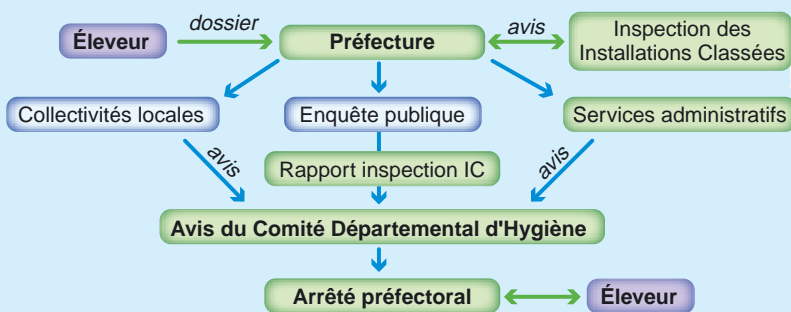 Éleveur
dossier
Préfecture
avis
Inspection des
Installations Classées
Collectivités locales
Enquête publique
Services administratifs
avis
Rapport inspection IC
avis
Avis du Comité Départemental d'Hygiène
Arrêté préfectoral
Éleveur